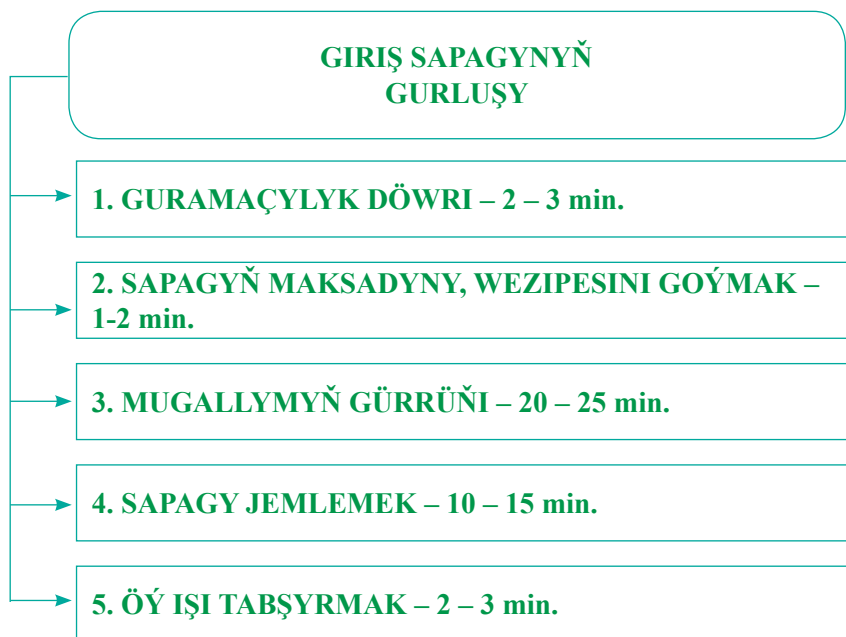 GIRIŞ SAPAGYNYŇ
GURLUŞY
1. GURAMAÇYLYK DÖWRI – 2 – 3 min.
2. SAPAGYŇ MAKSADYNY, WEZIPESINI GOÝMAK –
1-2 min.
3. MUGALLYMYŇ GÜRRÜŇI – 20 – 25 min.
4. SAPAGY JEMLEMEK – 10 – 15 min.
5. ÖÝ IŞI TABŞYRMAK – 2 – 3 min.